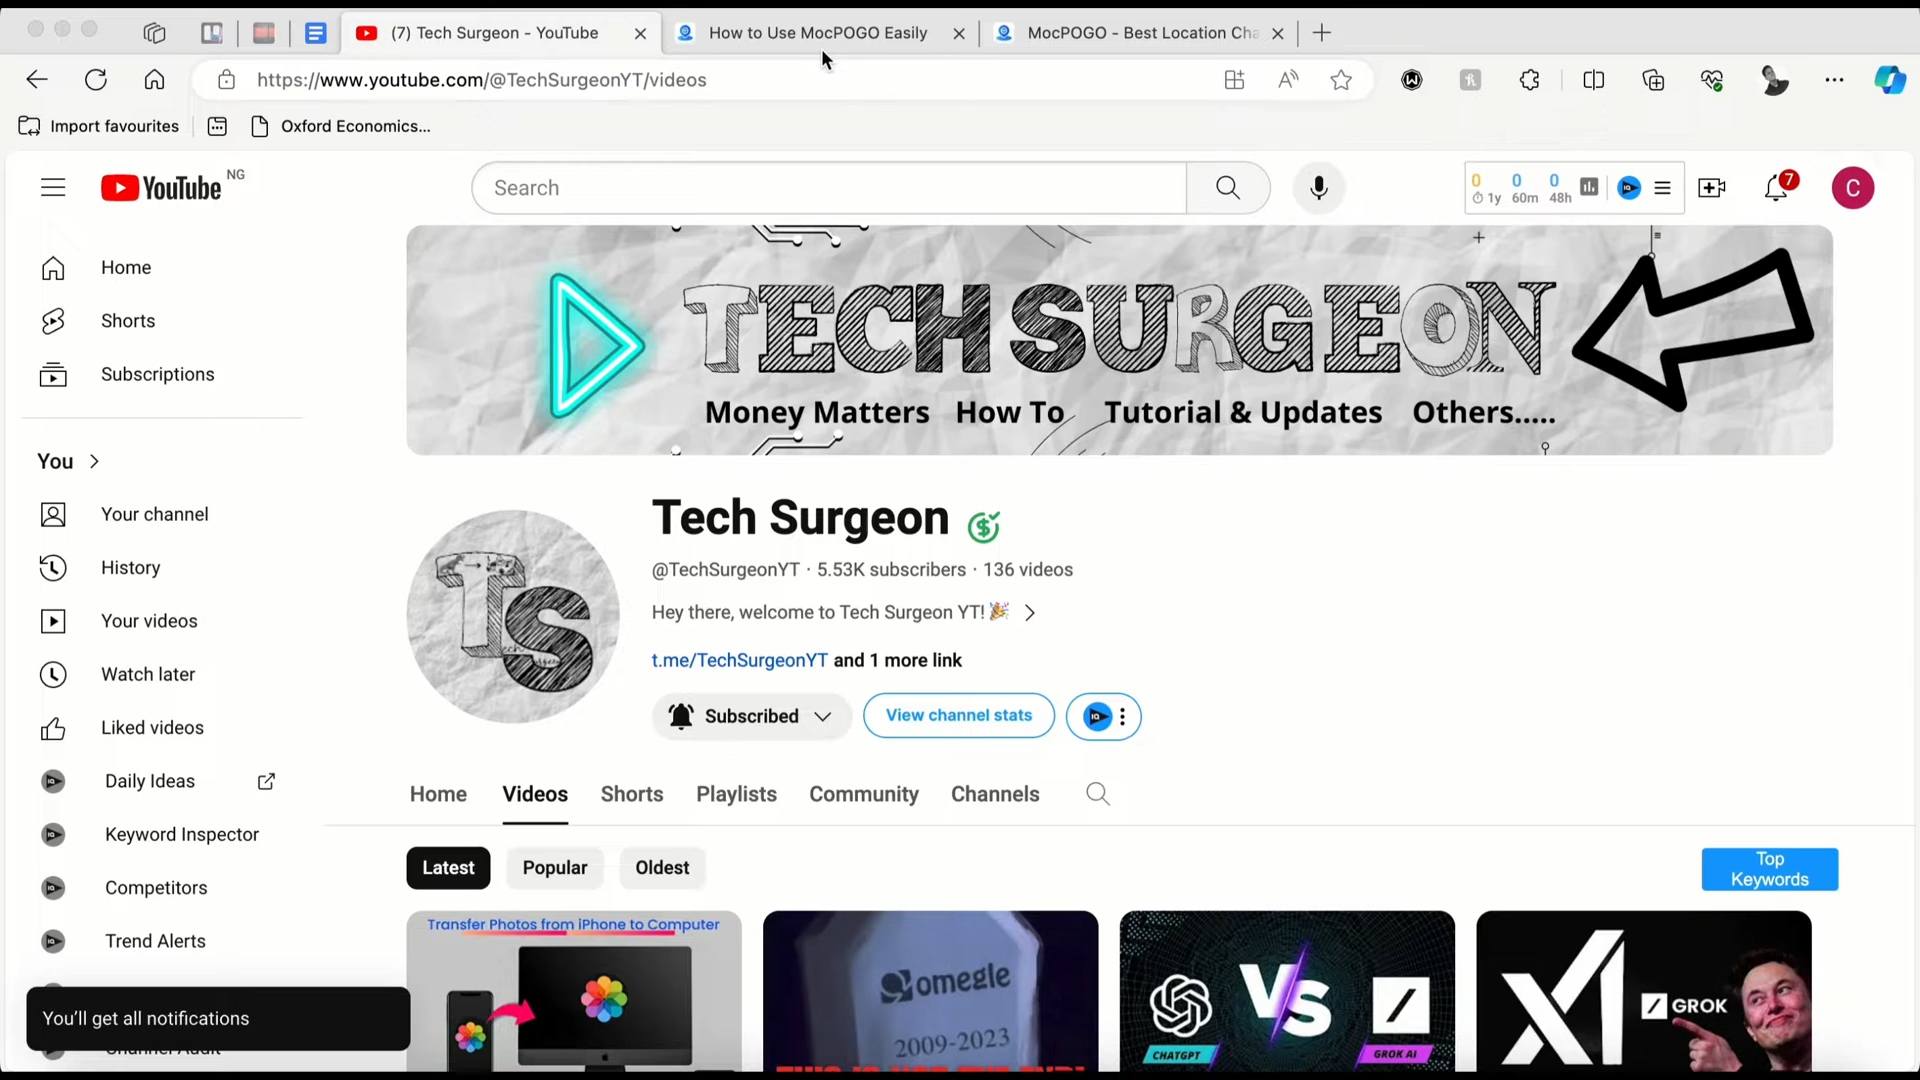 (7) Tech Surgeon - YouTube
How to Use MocPOGO Easily
MocPOGO - Best Location Cha
https://www.youtube.com/@TechSurgeonYT/videos
Import favourites
Oxford Economics...
YouTube NG
Search
0 0 0
1y 60m 48h
7
C
Home
Shorts
Subscriptions
You
Your channel
History
Your videos
Watch later
Liked videos
Daily Ideas
Keyword Inspector
Competitors
Trend Alerts
You'll get all notifications
TECH SURGEON
Money Matters How To Tutorial & Updates Others.....
TS
Tech Surgeon
@TechSurgeonYT · 5.53K subscribers · 136 videos
Hey there, welcome to Tech Surgeon YT! 🎉
t.me/TechSurgeonYT and 1 more link
Subscribed
View channel stats
Home
Videos
Shorts
Playlists
Community
Channels
Latest
Popular
Oldest
Top
Keywords
Transfer Photos from iPhone to Computer
omegle
2009-2023
VS
CHATGPT
GROK AI
GROK